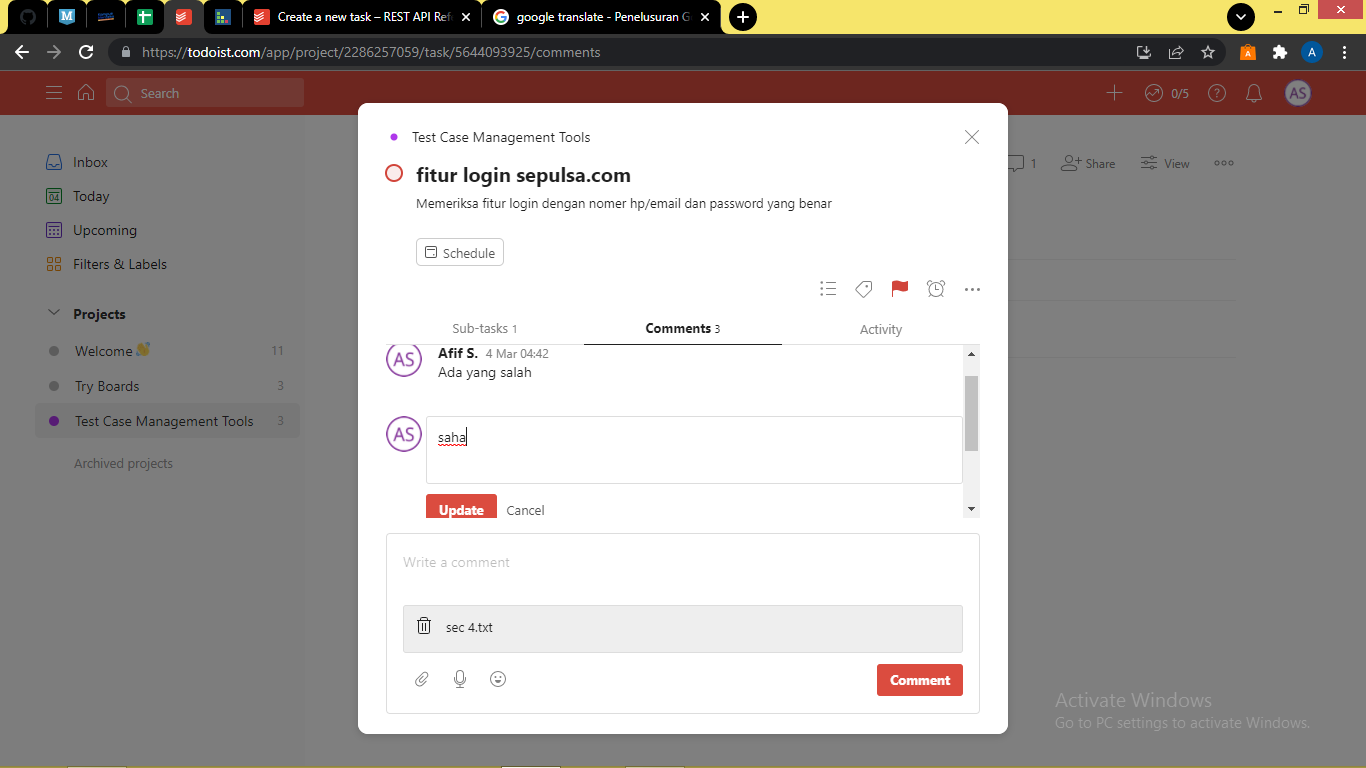 Create a new task – REST API Ref
google translate - Penelusuran G
https://todoist.com/app/project/2286257059/task/5644093925/comments
A
Search
0/5
AS
Inbox
04
Today
Upcoming
Filters & Labels
Projects
Welcome👋 11
Try Boards 3
Test Case Management Tools 3
Archived projects
1
Share
View
Test Case Management Tools
fitur login sepulsa.com
Memeriksa fitur login dengan nomer hp/email dan password yang benar
Schedule
Sub-tasks 1
Comments 3
Activity
AS
Afif S. 4 Mar 04:42
Ada yang salah
AS
saha
Update
Cancel
Write a comment
sec 4.txt
Comment
Activate Windows
Go to PC settings to activate Windows.